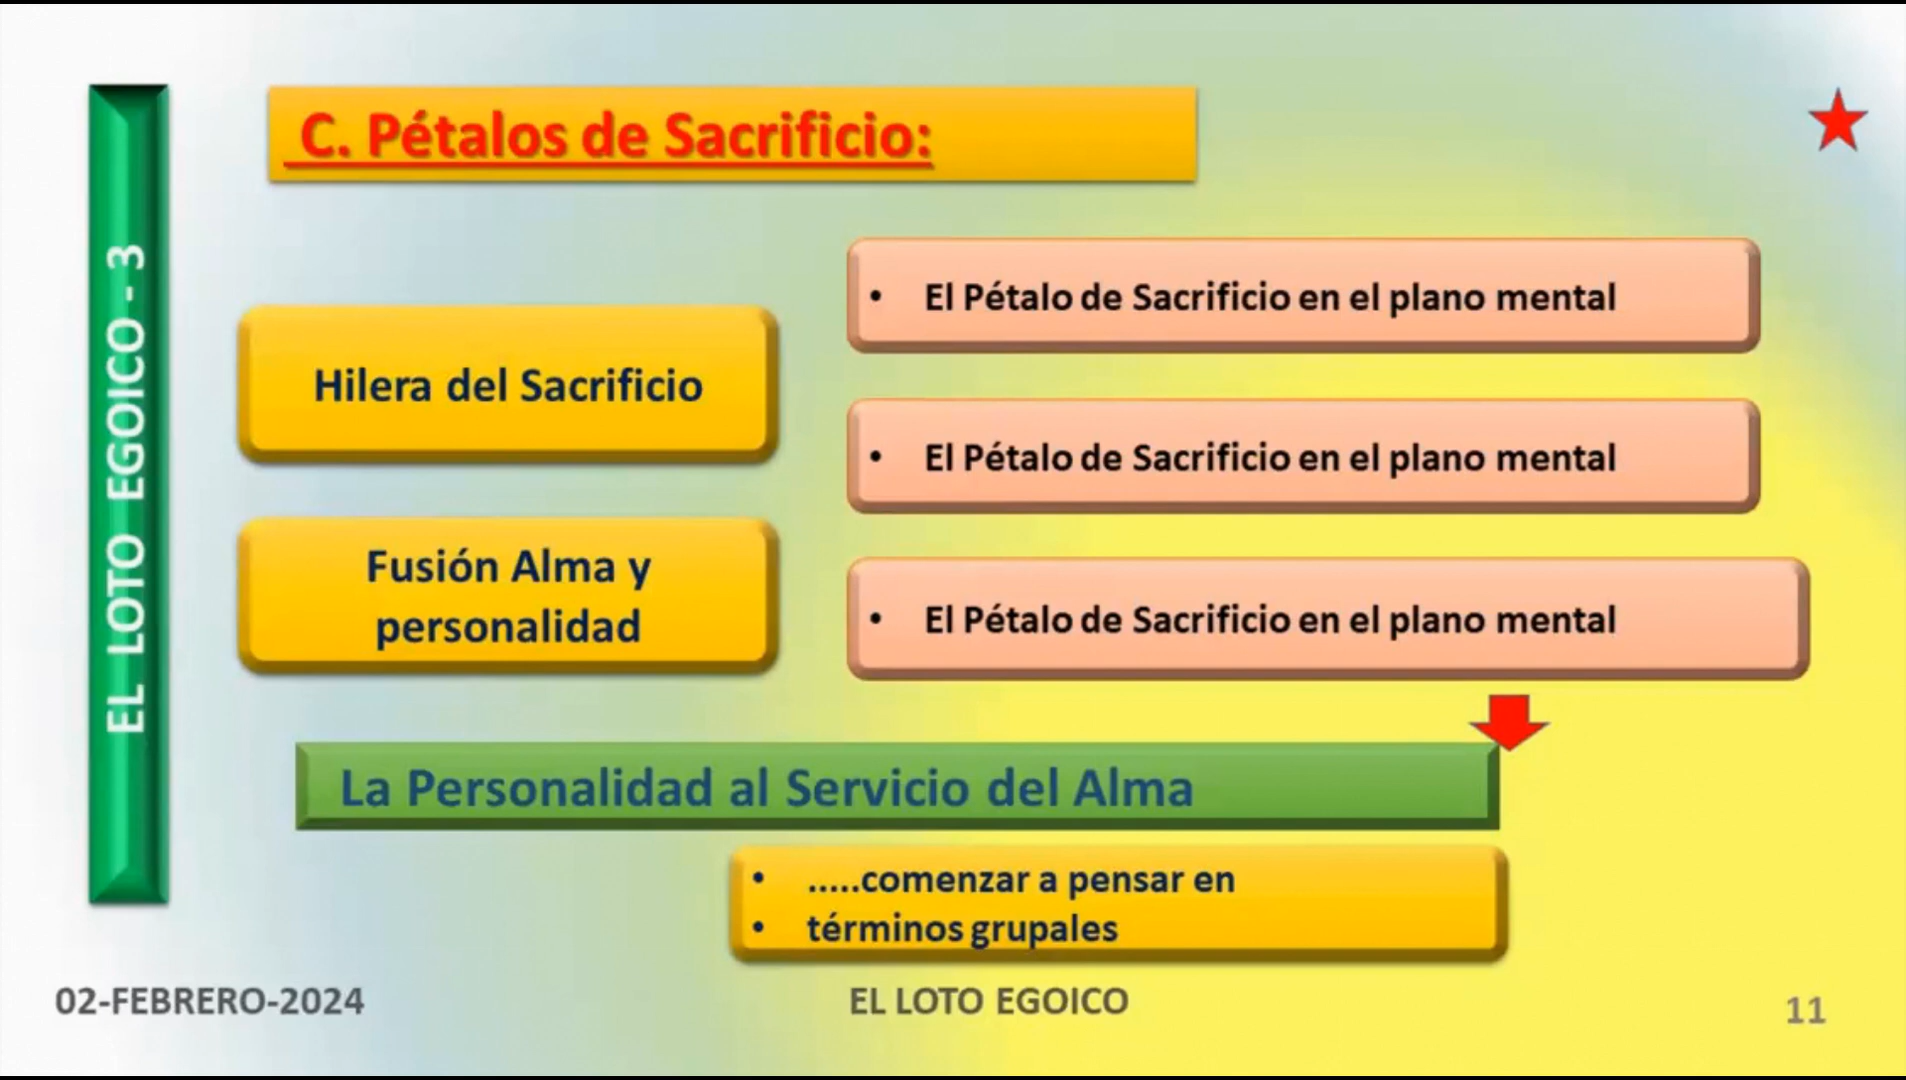 EL LOTO EGOICO - 3
C. Pétalos de Sacrificio:
Hilera del Sacrificio
Fusión Alma y
personalidad
• El Pétalo de Sacrificio en el plano mental
• El Pétalo de Sacrificio en el plano mental
• El Pétalo de Sacrificio en el plano mental
La Personalidad al Servicio del Alma
• .....comenzar a pensar en
• términos grupales
02-FEBRERO-2024
EL LOTO EGOICO
11